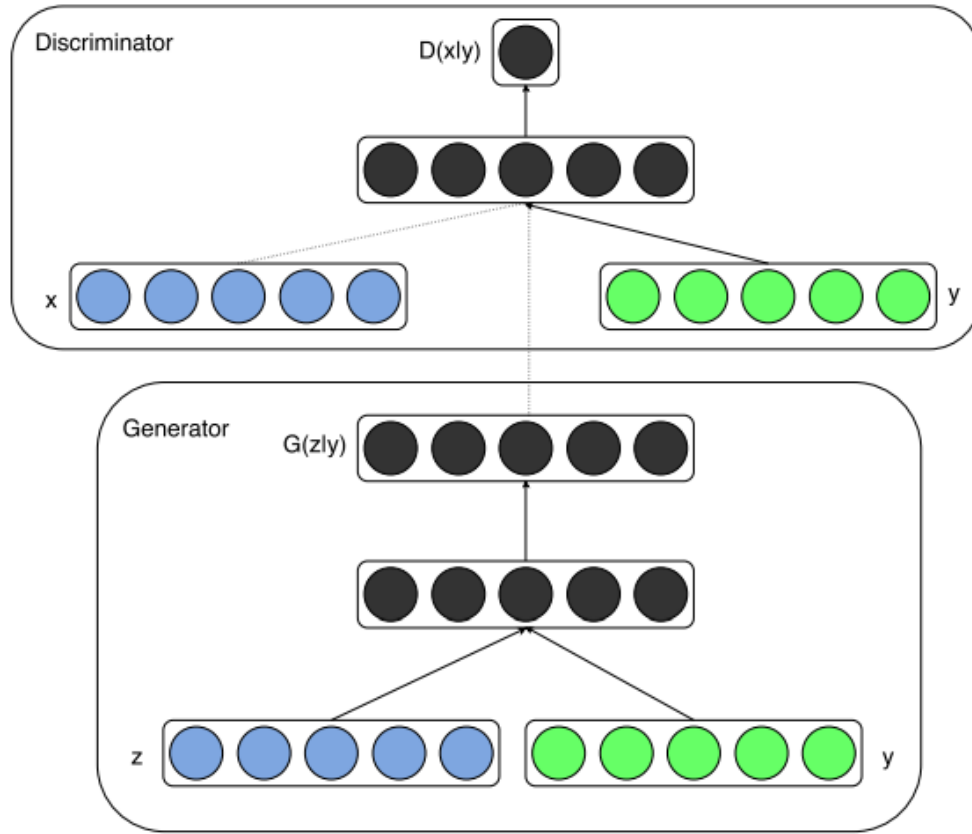 Discriminator
D(x|y)
x
y
Generator
G(z|y)
z
y